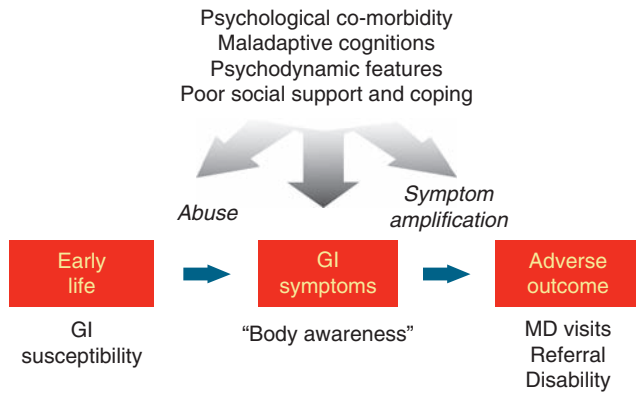 Psychological co-morbidity
Maladaptive cognitions
Psychodynamic features
Poor social support and coping
Abuse
Symptom
amplification
Early
life
GI
symptoms
Adverse
outcome
GI
susceptibility
“Body awareness”
MD visits
Referral
Disability